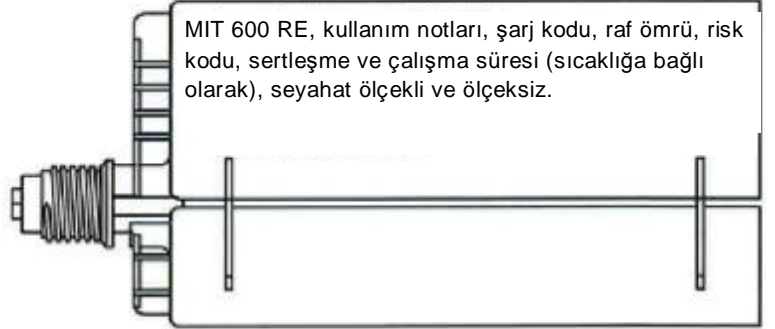 MIT 600 RE, kullanım notları, şarj kodu, raf ömrü, risk
kodu, sertleşme ve çalışma süresi (sıcaklığa bağlı
olarak), seyahat ölçekli ve ölçeksiz.